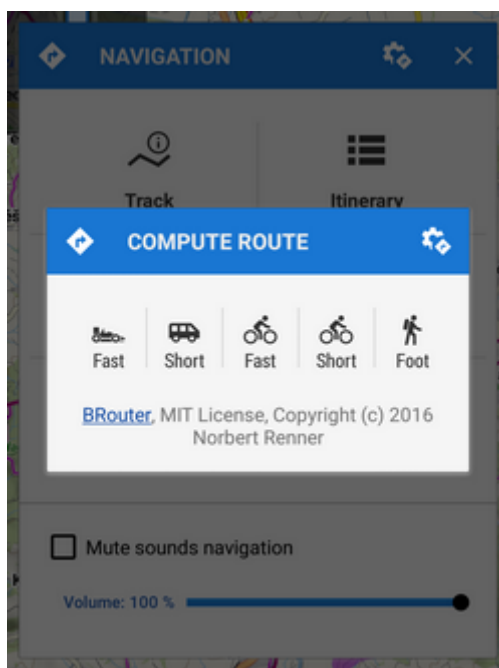 NAVIGATION
Track
Itinerary
COMPUTE ROUTE
Fast
Short
Fast
Short
Foot
BRouter, MIT License, Copyright (c) 2016
Norbert Renner
Mute sounds navigation
Volume: 100 %